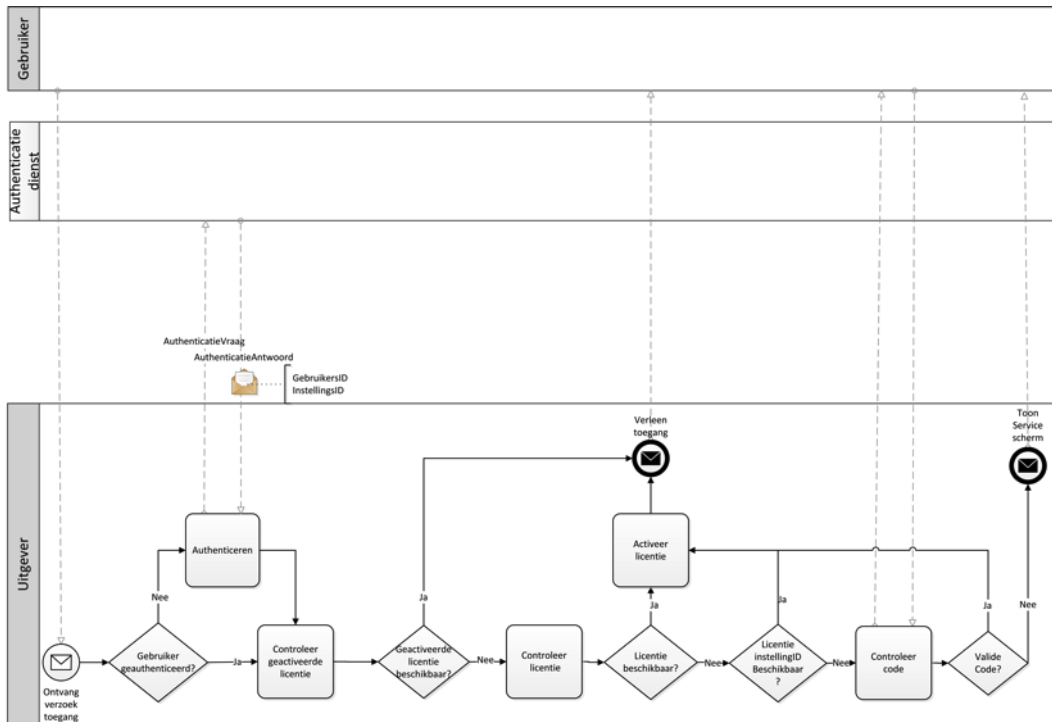 Gebruiker
Authenticatie
dienst
AuthenticatieVraag
AuthenticatieAntwoord
GebruikersID
InstellingsID
Uitgever
Verleen
toegang
Toon
Service
scherm
Authenticeren
Activeer
licentie
Nee
Ja
Ja
Ja
Ja
Nee
Gebruiker
geauthenticeerd?
Ja
Controleer
geactiveerde
licentie
Geactiveerde
licentie
beschikbaar?
Nee
Controleer
licentie
Licentie
beschikbaar?
Nee
Licentie
instellingID
Beschikbaar
?
Nee
Controleer
code
Valide
Code?
Ontvang
verzoek
toegang